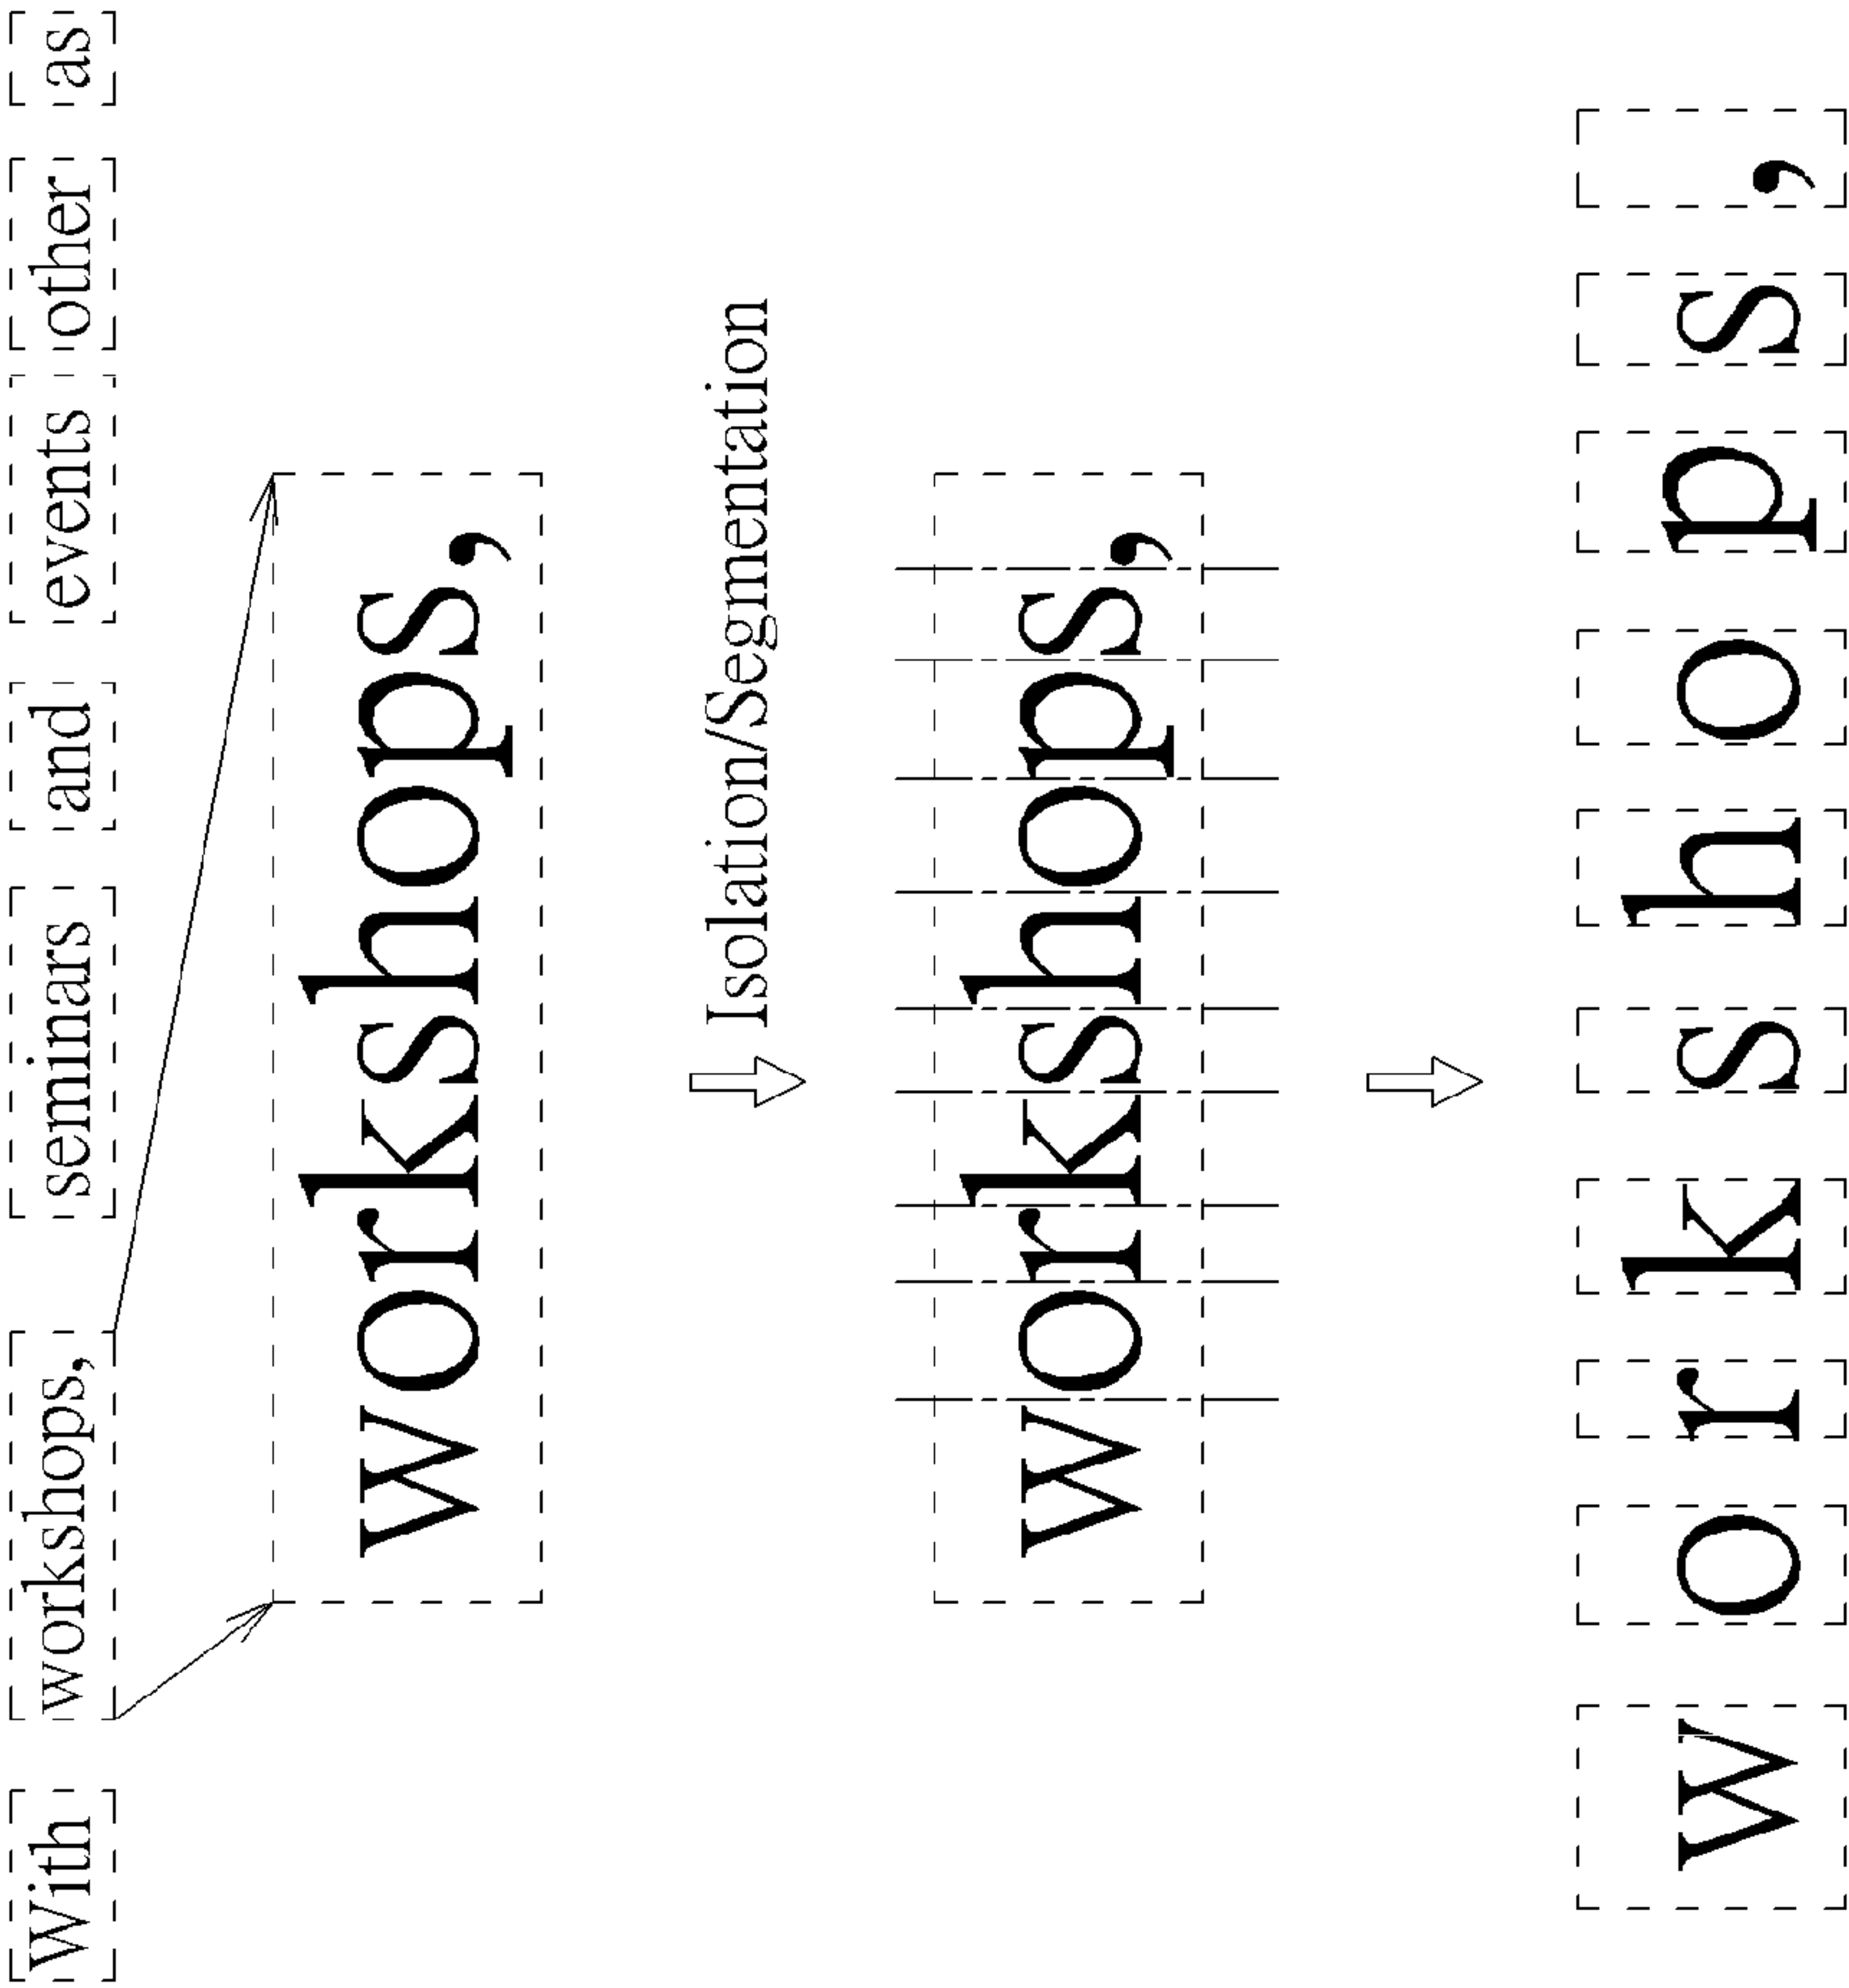 With workshops, seminars and events other as
workshops,
Isolation/Segmentation
workshops,
w o r k s h o p s ,